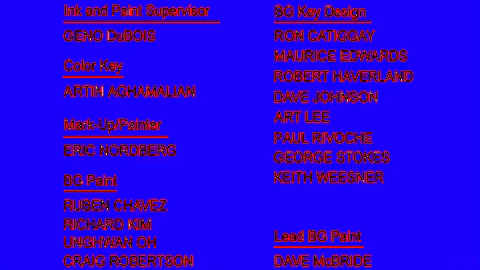 Ink and Paint Supervisor
GENO DuBOIS
Color Key
ARTIN AGHAMALIAN
Mark-Up/Painter
ERIC NORDBERG
BG Paint
RUBEN CHAVEZ
RICHARD KIM
UNGHWAN OH
CRAIG ROBERTSON
BG Key Design
RON CATIGGAY
MAURICE EDWARDS
ROBERT HAVERLAND
DAVE JOHNSON
ART LEE
PAUL RIVOCHE
GEORGE STOKES
KEITH WEESNER
Lead BG Paint
DAVE McBRIDE